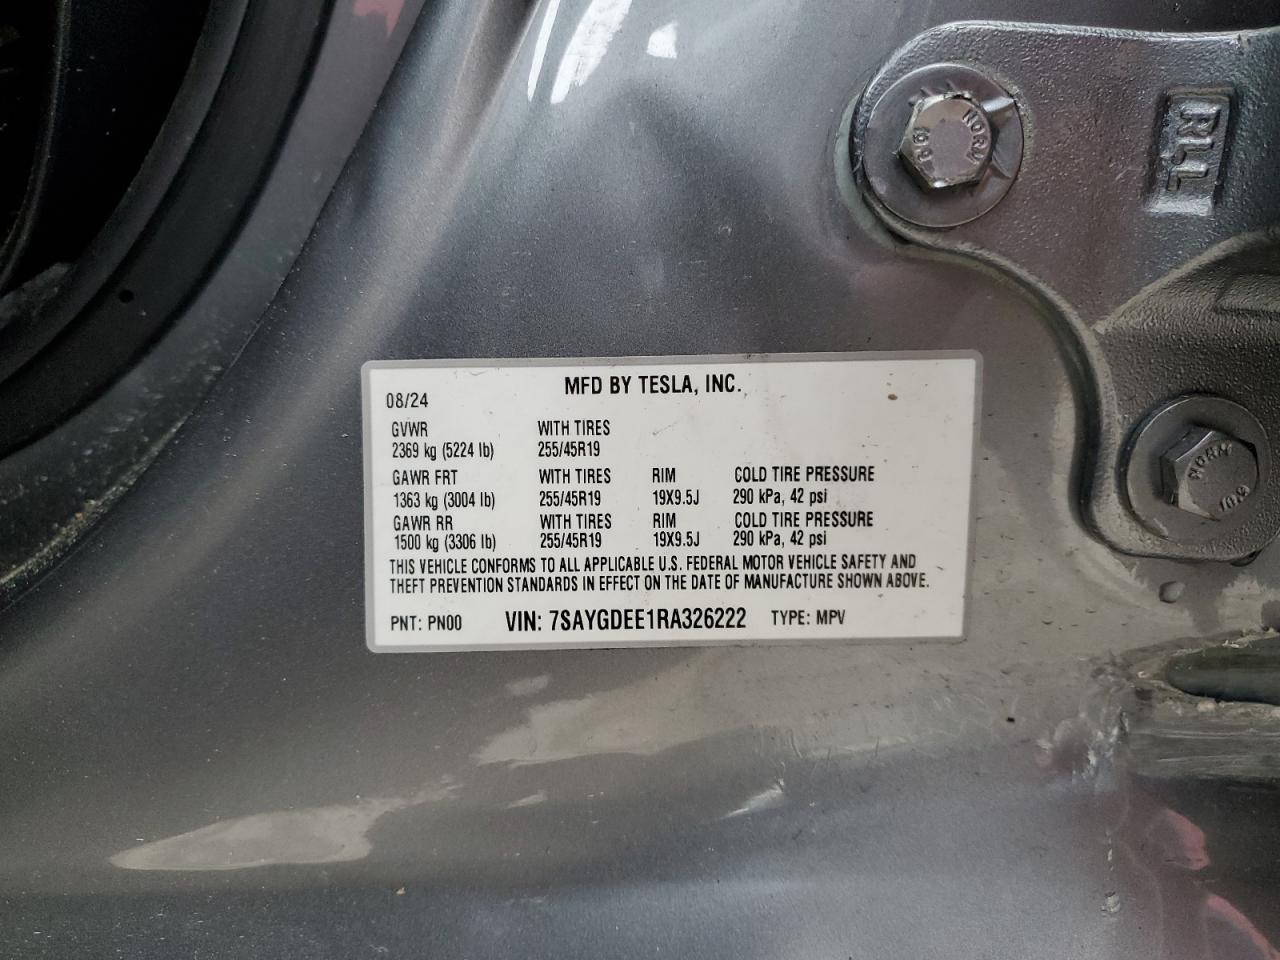 MFD BY TESLA, INC.
08/24
GVWR WITH TIRES
2369 kg (5224 lb) 255/45R19
GAWR FRT WITH TIRES RIM COLD TIRE PRESSURE
1363 kg (3004 lb) 255/45R19 19X9.5J 290 kPa, 42 psi
GAWR RR WITH TIRES RIM COLD TIRE PRESSURE
1500 kg (3306 lb) 255/45R19 19X9.5J 290 kPa, 42 psi
THIS VEHICLE CONFORMS TO ALL APPLICABLE U.S. FEDERAL MOTOR VEHICLE SAFETY AND
THEFT PREVENTION STANDARDS IN EFFECT ON THE DATE OF MANUFACTURE SHOWN ABOVE.
PNT: PN00 VIN: 7SAYGDEE1RA326222 TYPE: MPV
RLL
NORM
NORM
10.9